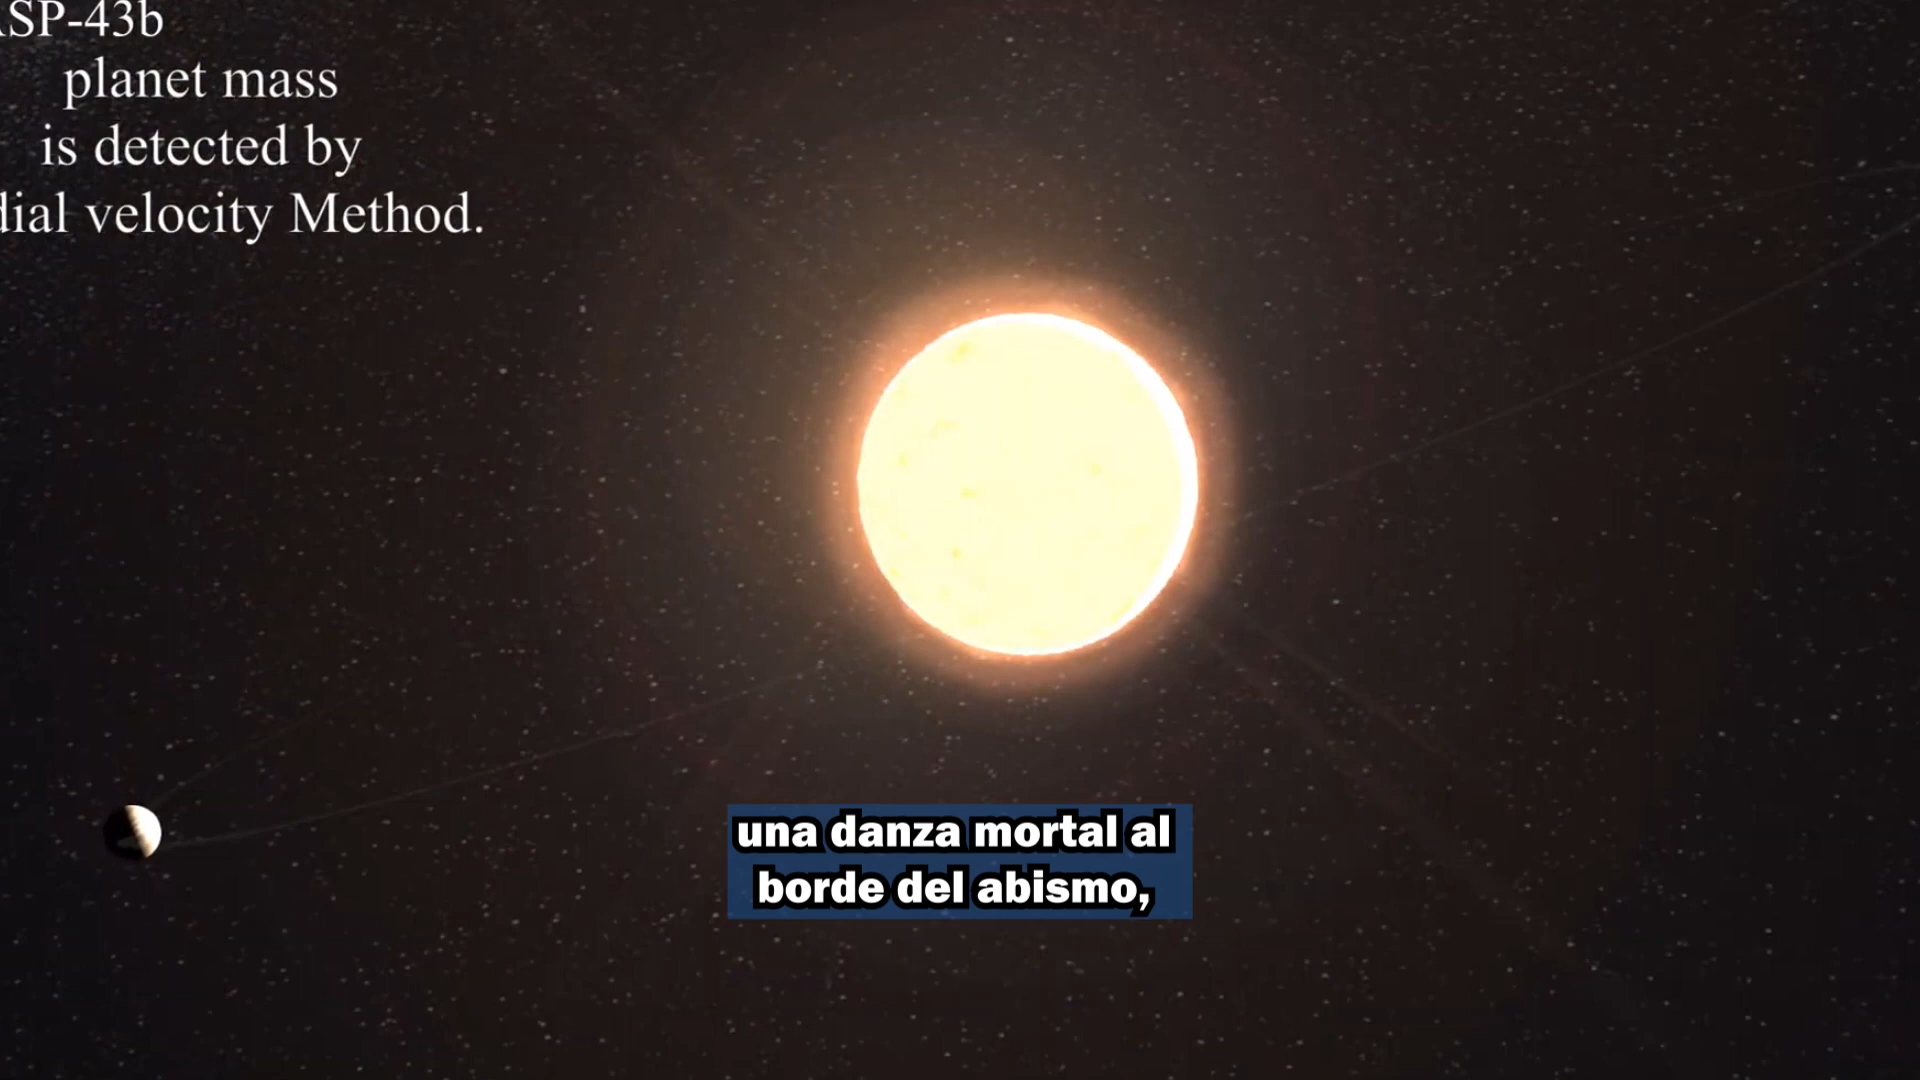 SP-43b
planet mass
is detected by
dial velocity Method.
una danza mortal al
borde del abismo,